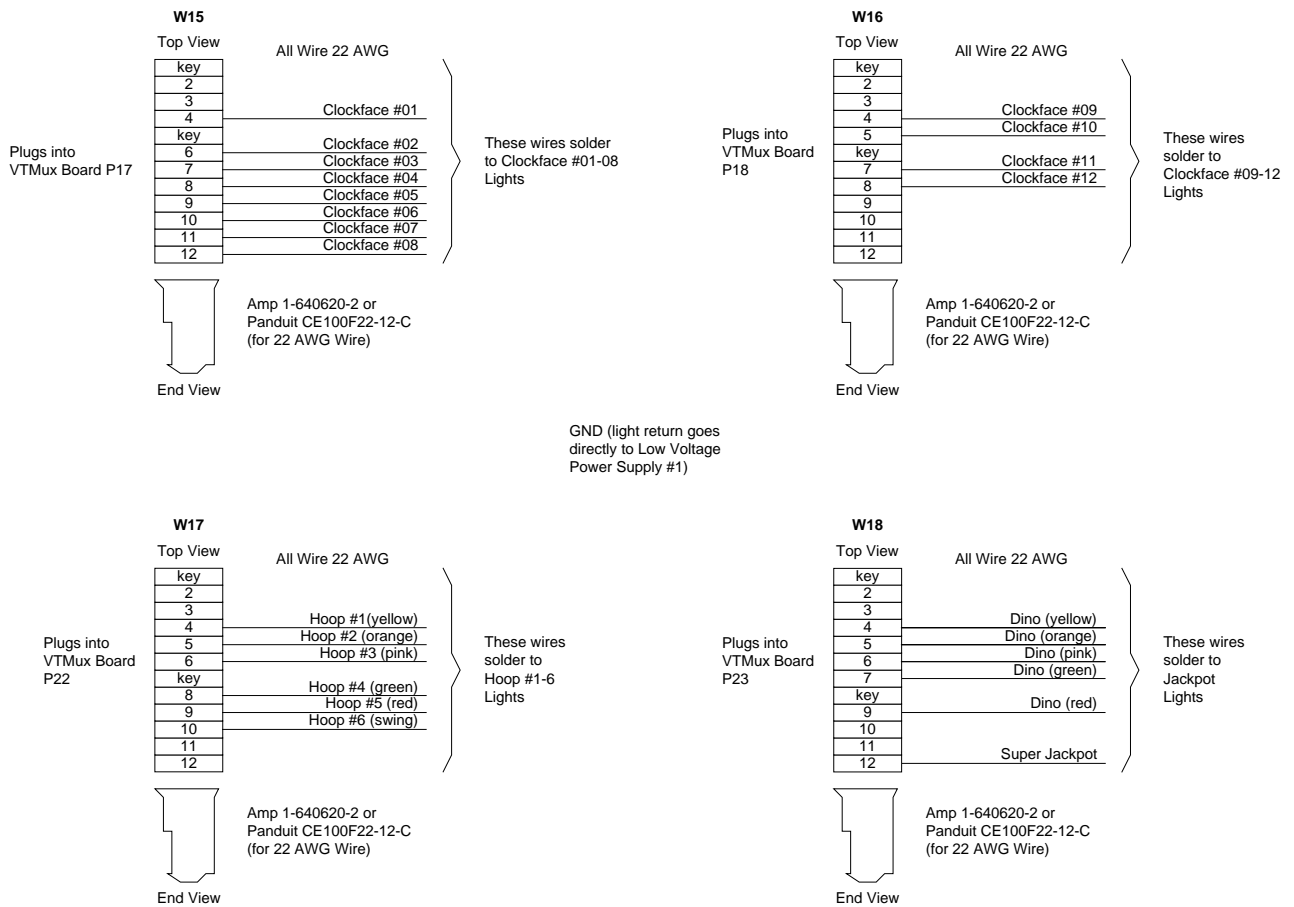 W15
Top View
All Wire 22 AWG
key
2
3
4
key
6
7
8
9
10
11
12
Clockface #01
Clockface #02
Clockface #03
Clockface #04
Clockface #05
Clockface #06
Clockface #07
Clockface #08
Plugs into
VTMux Board P17
These wires solder
to Clockface #01-08
Lights
Amp 1-640620-2 or
Panduit CE100F22-12-C
(for 22 AWG Wire)
End View
W16
Top View
All Wire 22 AWG
key
2
3
4
5
key
7
8
9
10
11
12
Clockface #09
Clockface #10
Clockface #11
Clockface #12
Plugs into
VTMux Board
P18
These wires
solder to
Clockface #09-12
Lights
Amp 1-640620-2 or
Panduit CE100F22-12-C
(for 22 AWG Wire)
End View
GND (light return goes
directly to Low Voltage
Power Supply #1)
W17
Top View
All Wire 22 AWG
key
2
3
4
5
6
key
8
9
10
11
12
Hoop #1(yellow)
Hoop #2 (orange)
Hoop #3 (pink)
Hoop #4 (green)
Hoop #5 (red)
Hoop #6 (swing)
Plugs into
VTMux Board
P22
These wires
solder to
Hoop #1-6
Lights
Amp 1-640620-2 or
Panduit CE100F22-12-C
(for 22 AWG Wire)
End View
W18
Top View
All Wire 22 AWG
key
2
3
4
5
6
7
key
9
10
11
12
Dino (yellow)
Dino (orange)
Dino (pink)
Dino (green)
Dino (red)
Super Jackpot
Plugs into
VTMux Board
P23
These wires
solder to
Jackpot
Lights
Amp 1-640620-2 or
Panduit CE100F22-12-C
(for 22 AWG Wire)
End View